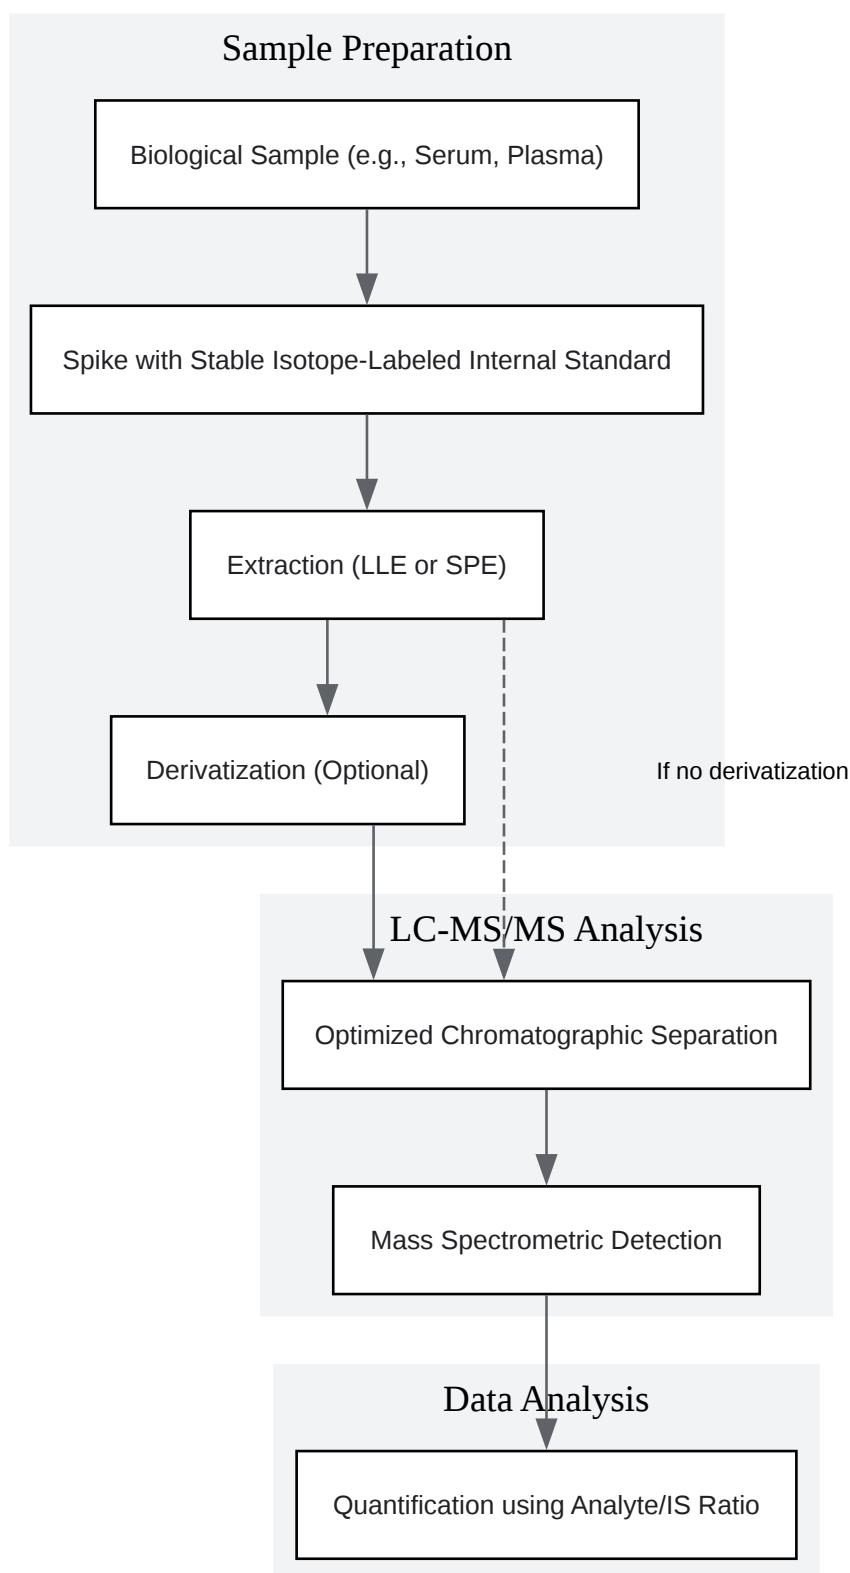 Sample Preparation
Biological Sample (e.g., Serum, Plasma)
Spike with Stable Isotope-Labeled Internal Standard
Extraction (LLE or SPE)
Derivatization (Optional)
If no derivatization
LC-MS/MS Analysis
Optimized Chromatographic Separation
Mass Spectrometric Detection
Data Analysis
Quantification using Analyte/IS Ratio